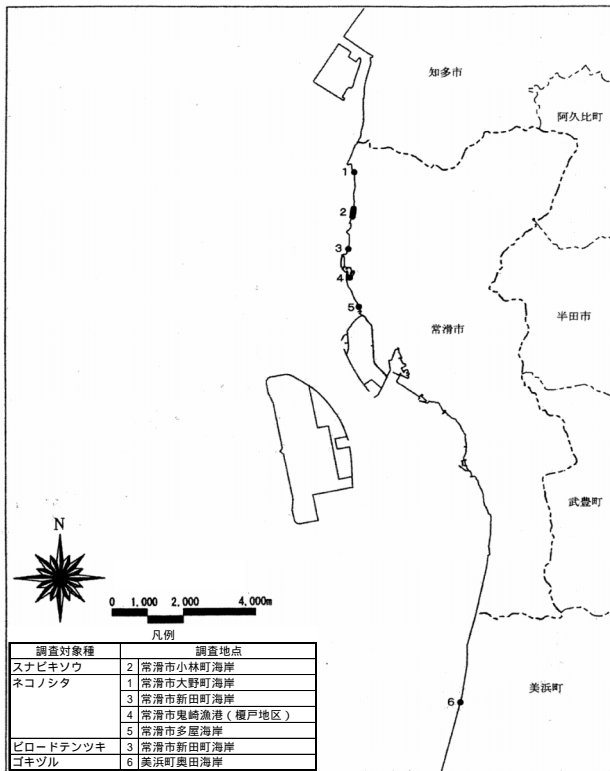 知多市
阿久比町
1
2
3
4
5
半田市
常滑市
武豊町
N
0 1,000 2,000 4,000m
美浜町
6
凡例
調査対象種 調査地点
スナビキソウ 2 常滑市小林町海岸
ネコノシタ 1 常滑市大野町海岸
3 常滑市新田町海岸
4 常滑市鬼崎漁港（榎戸地区）
5 常滑市多屋海岸
ビロードテンツキ 3 常滑市新田町海岸
ゴキヅル 6 美浜町奥田海岸